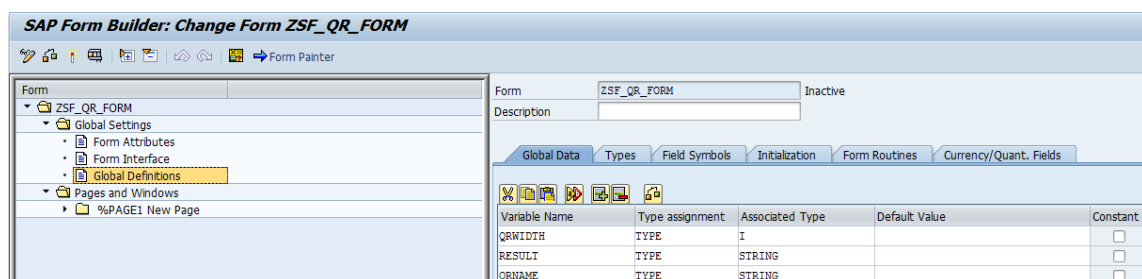 SAP Form Builder: Change Form ZSF_QR_FORM
Form Painter
Form
ZSF_QR_FORM
Global Settings
Form Attributes
Form Interface
Global Definitions
Pages and Windows
%PAGE1 New Page
Form ZSF_QR_FORM Inactive
Description
Global Data Types Field Symbols Initialization Form Routines Currency/Quant. Fields
Variable Name Type assignment Associated Type Default Value Constant
QRWIDTH TYPE I
RESULT TYPE STRING
QRNAME TYPE STRING